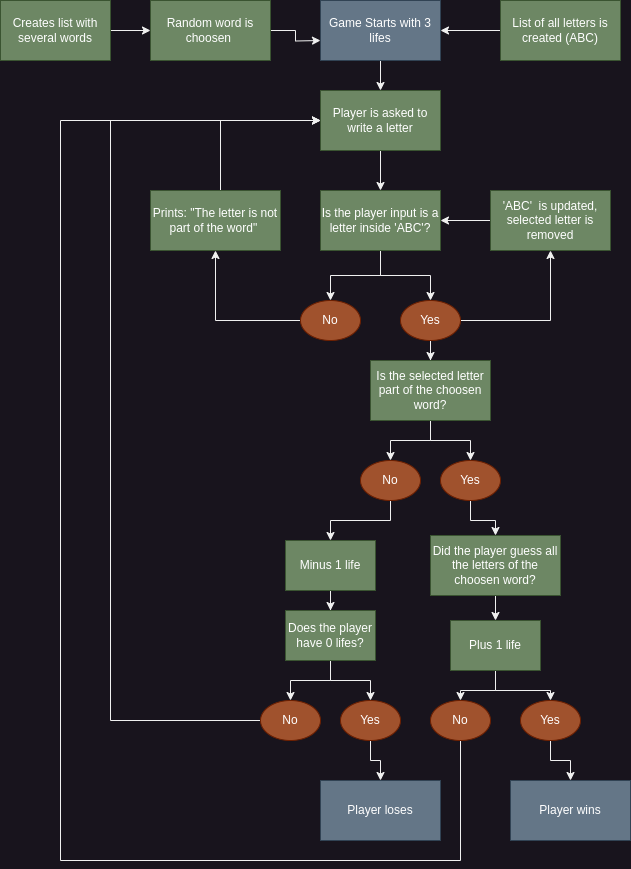 Creates list with
several words
Random word is
choosen
Game Starts with 3
lifes
List of all letters is
created (ABC)
Player is asked to
write a letter
Prints: "The letter is not
part of the word"
Is the player input is a
letter inside 'ABC'?
'ABC' is updated,
selected letter is
removed
No
Yes
Is the selected letter
part of the choosen
word?
No
Yes
Minus 1 life
Did the player guess all
the letters of the
choosen word?
Does the player
have 0 lifes?
Plus 1 life
No
Yes
No
Yes
Player loses
Player wins